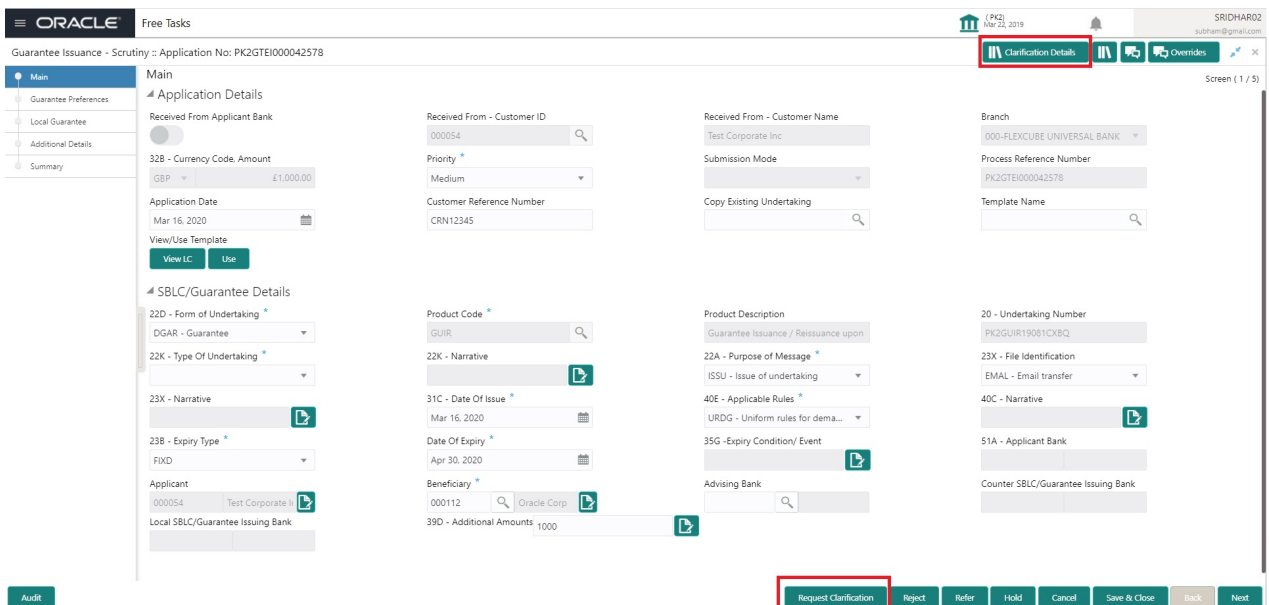 ORACLE
Free Tasks
(PK2)
Mar 22, 2019
SRIDHAR02
subham@gmail.com
Guarantee Issuance - Scrutiny :: Application No: PK2GTEI000042578
Clarification Details
Overrides
Main
Guarantee Preferences
Local Guarantee
Additional Details
Summary
Main
Screen ( 1 / 5)
Application Details
Received From Applicant Bank
Received From - Customer ID
000054
Received From - Customer Name
Test Corporate Inc
Branch
000-FLEXCUBE UNIVERSAL BANK
32B - Currency Code, Amount
GBP
£1,000.00
Priority *
Medium
Submission Mode
Process Reference Number
PK2GTEI000042578
Application Date
Mar 16, 2020
Customer Reference Number
CRN12345
Copy Existing Undertaking
Template Name
View/Use Template
View LC
Use
SBLC/Guarantee Details
22D - Form of Undertaking *
DGAR - Guarantee
Product Code *
GUIR
Product Description
Guarantee Issuance / Reissuance upon
20 - Undertaking Number
PK2GUIR19081CXBQ
22K - Type Of Undertaking *
22K - Narrative
22A - Purpose of Message *
ISSU - Issue of undertaking
23X - File Identification
EMAL - Email transfer
23X - Narrative
31C - Date Of Issue *
Mar 16, 2020
40E - Applicable Rules *
URDG - Uniform rules for dema...
40C - Narrative
23B - Expiry Type *
FIXD
Date Of Expiry *
Apr 30, 2020
35G -Expiry Condition/ Event
51A - Applicant Bank
Applicant
000054
Test Corporate I
Beneficiary *
000112
Oracle Corp
Advising Bank
Counter SBLC/Guarantee Issuing Bank
Local SBLC/Guarantee Issuing Bank
39D - Additional Amounts
1000
Audit
Request Clarification
Reject
Refer
Hold
Cancel
Save & Close
Back
Next